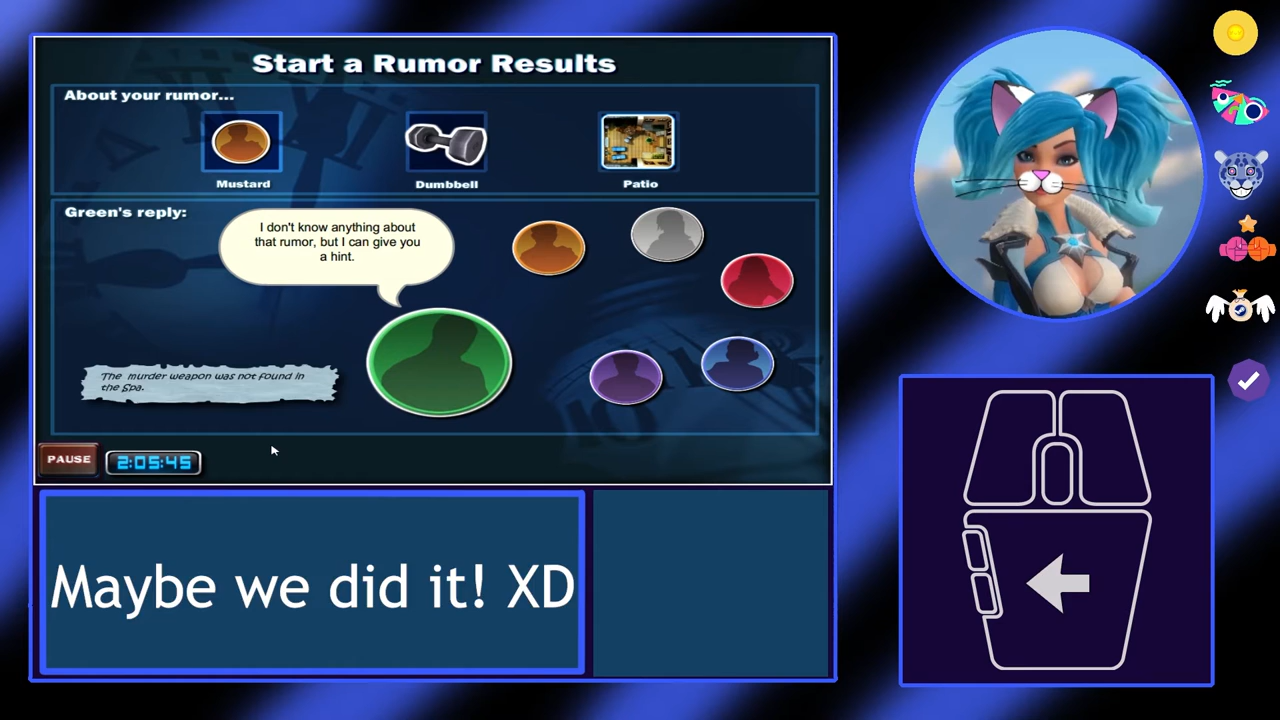 Start a Rumor Results
About your rumor...
Mustard
Dumbbell
Patio
Green's reply:
I don't know anything about
that rumor, but I can give you
a hint.
The murder weapon was not found in
the Spa.
PAUSE
2:05:45
Maybe we did it! XD